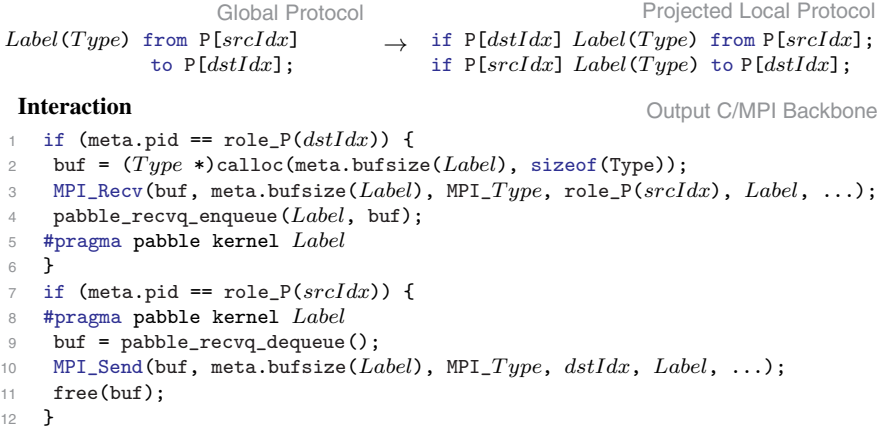 Global Protocol Projected Local Protocol
Label(Type) from P[srcIdx] → if P[dstIdx] Label(Type) from P[srcIdx];
to P[dstIdx]; if P[srcIdx] Label(Type) to P[dstIdx];
Interaction Output C/MPI Backbone
1 if (meta.pid == role_P(dstIdx)) {
2 buf = (Type *)calloc(meta.bufsize(Label), sizeof(Type));
3 MPI_Recv(buf, meta.bufsize(Label), MPI_Type, role_P(srcIdx), Label, ...);
4 pabble_recvq_enqueue(Label, buf);
5 #pragma pabble kernel Label
6 }
7 if (meta.pid == role_P(srcIdx)) {
8 #pragma pabble kernel Label
9 buf = pabble_recvq_dequeue();
10 MPI_Send(buf, meta.bufsize(Label), MPI_Type, dstIdx, Label, ...);
11 free(buf);
12 }